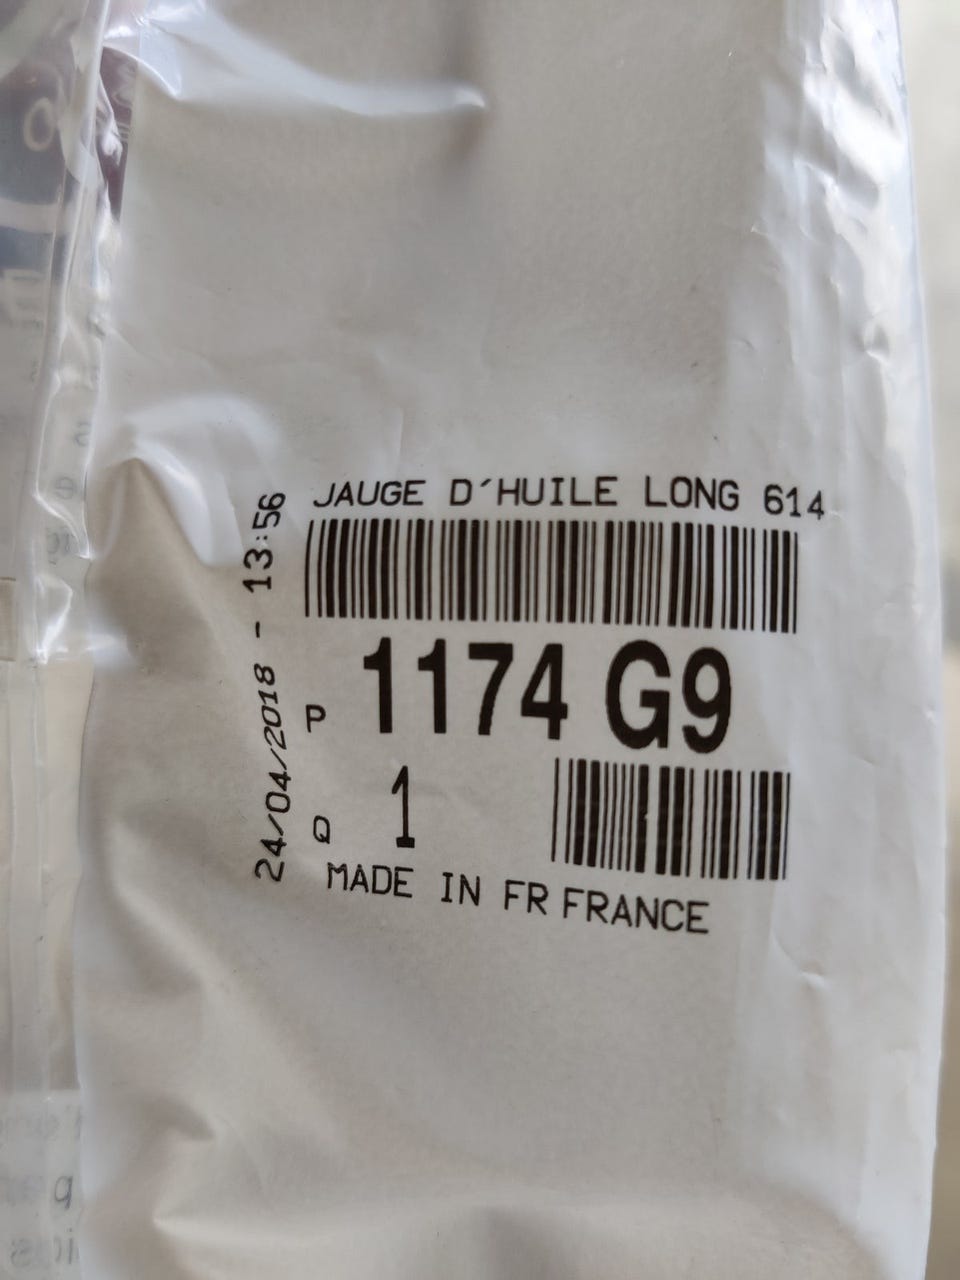 JAUGE D´HUILE LONG 614
24/04/2018 - 13:56
P 1174 G9
Q 1
MADE IN FR FRANCE